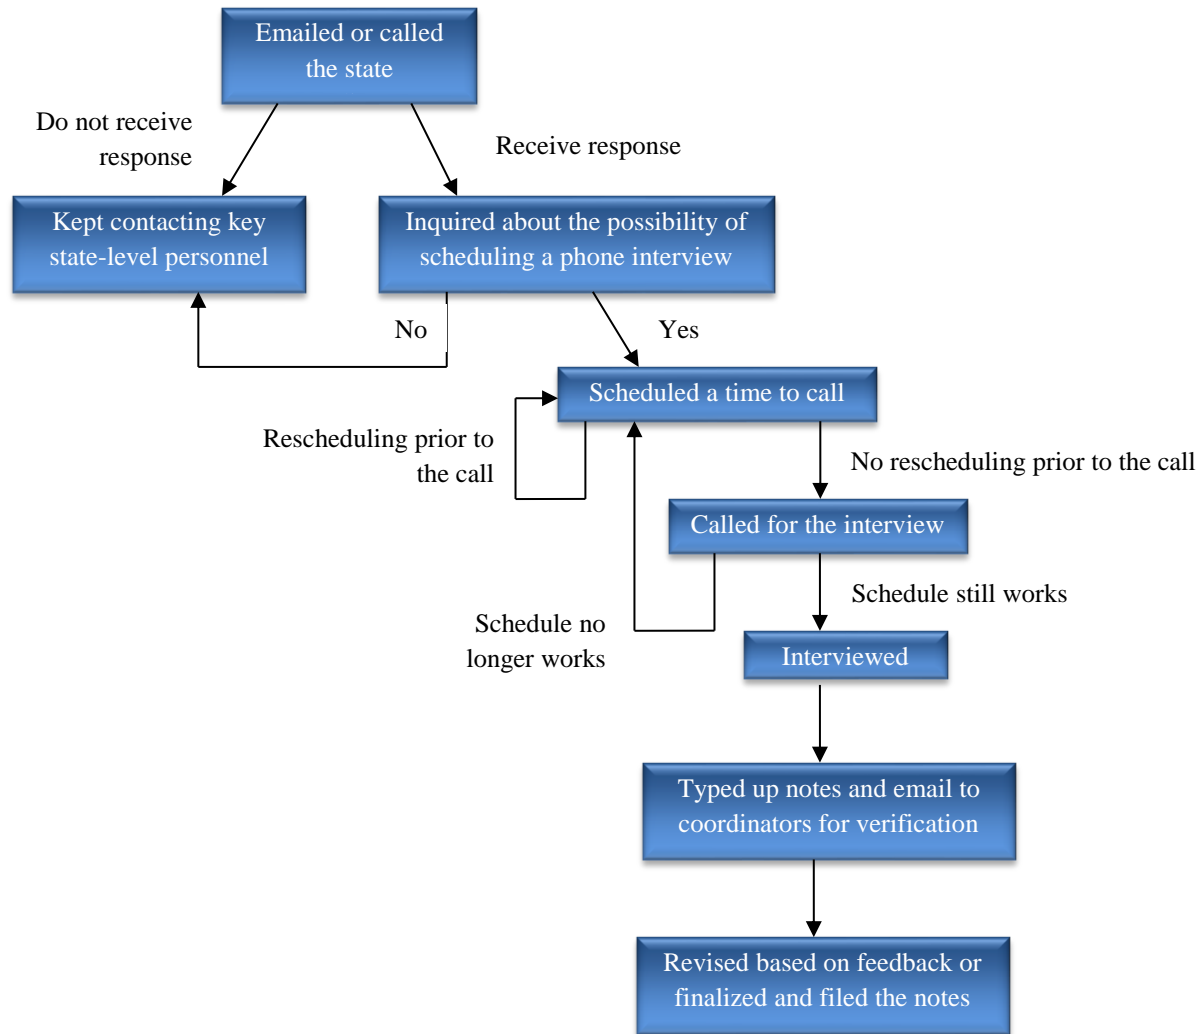 Emailed or called
the state
Do not receive
response
Receive response
Kept contacting key
state-level personnel
Inquired about the possibility of
scheduling a phone interview
No
Yes
Scheduled a time to call
Rescheduling prior to
the call
No rescheduling prior to the call
Called for the interview
Schedule still works
Schedule no
longer works
Interviewed
Typed up notes and email to
coordinators for verification
Revised based on feedback or
finalized and filed the notes